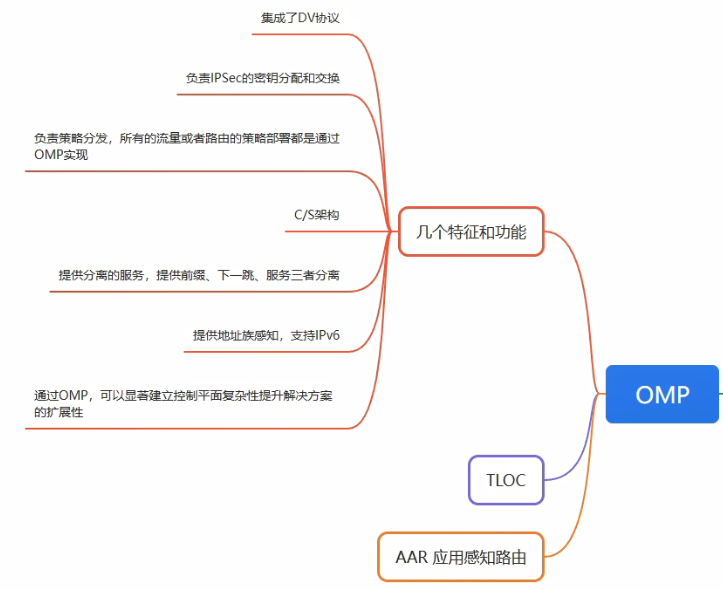 集成了DV协议
负责IPSec的密钥分配和交换
负责策略分发，所有的流量或者路由的策略部署都是通过
OMP实现
C/S架构
几个特征和功能
提供分离的服务，提供前缀、下一跳、服务三者分离
提供地址族感知，支持IPv6
通过OMP，可以显著建立控制平面复杂性提升解决方案
的扩展性
OMP
TLOC
AAR 应用感知路由